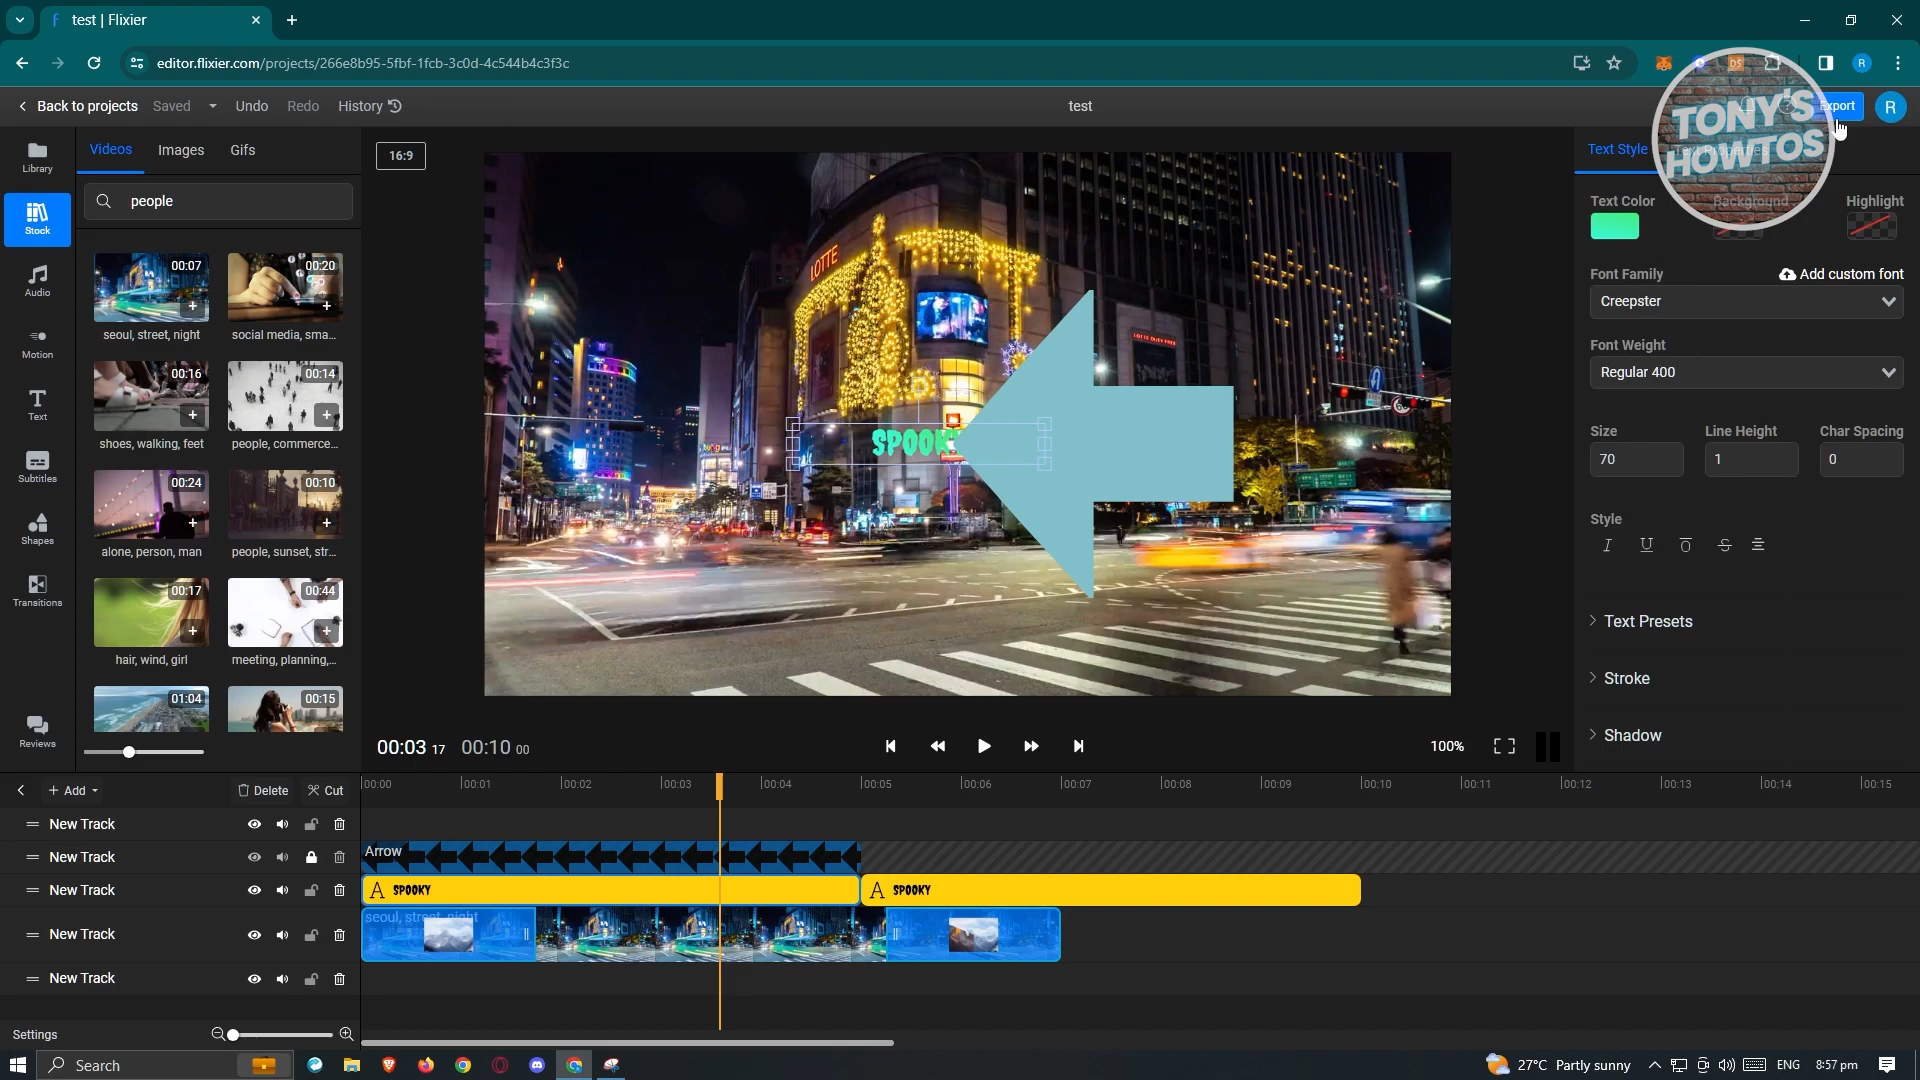 test | Flixier
editor.flixier.com/projects/266e8b95-5fbf-1fcb-3c0d-4c544b4c3f3c
DS
R
Back to projects
Saved
Undo
Redo
History
test
Export
R
TONY'S
HOWTOS
Library
Stock
Audio
Motion
Text
Subtitles
Shapes
Transitions
Reviews
Videos
Images
Gifs
people
00:07
seoul, street, night
00:20
social media, sma...
00:16
shoes, walking, feet
00:14
people, commerce...
00:24
alone, person, man
00:10
people, sunset, str...
00:17
hair, wind, girl
00:44
meeting, planning,...
01:04
00:15
16:9
LOTTE
SPOOKY
00:03 17
00:10 00
100%
Text Style
Text Properties
Text Color
Background
Highlight
Font Family
Add custom font
Creepster
Font Weight
Regular 400
Size
Line Height
Char Spacing
70
1
0
Style
Text Presets
Stroke
Shadow
+ Add
Delete
Cut
00:00
00:01
00:02
00:03
00:04
00:05
00:06
00:07
00:08
00:09
00:10
00:11
00:12
00:13
00:14
00:15
New Track
New Track
Arrow
New Track
A SPOOKY
A SPOOKY
New Track
seoul, street, night
New Track
Settings
Search
27°C Partly sunny
ENG
8:57 pm